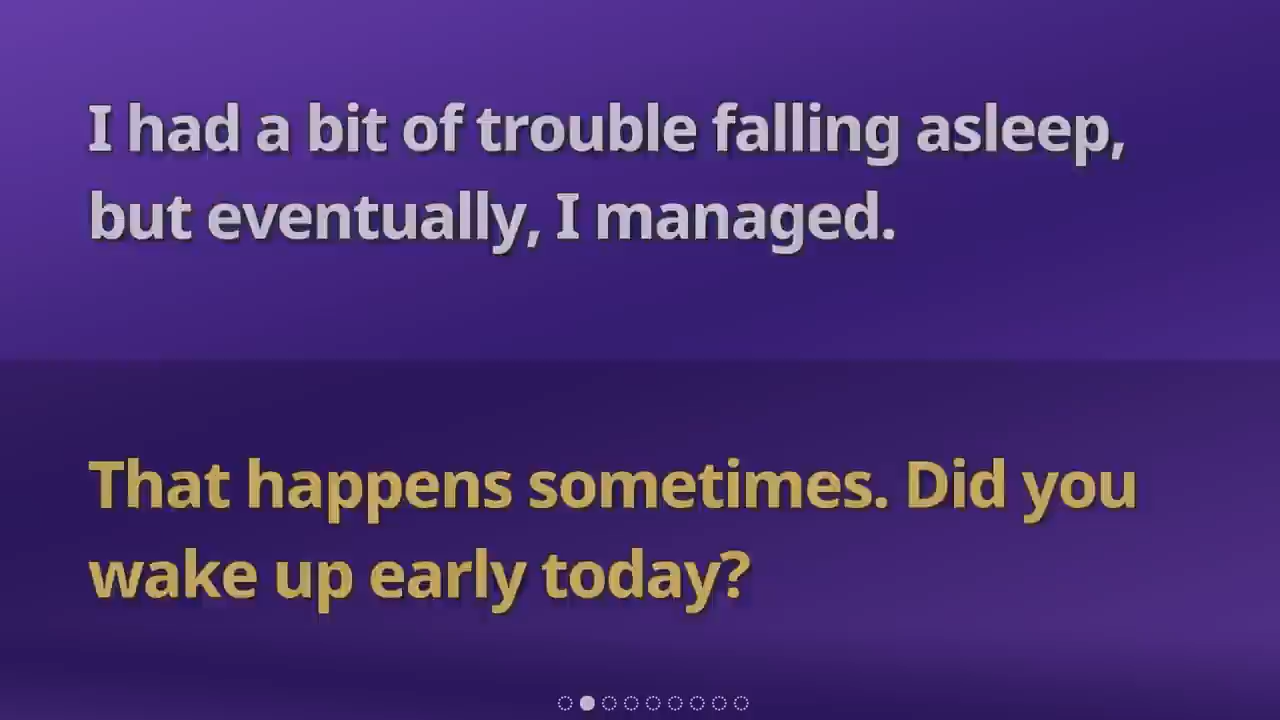 I had a bit of trouble falling asleep,
but eventually, I managed.
That happens sometimes. Did you
wake up early today?